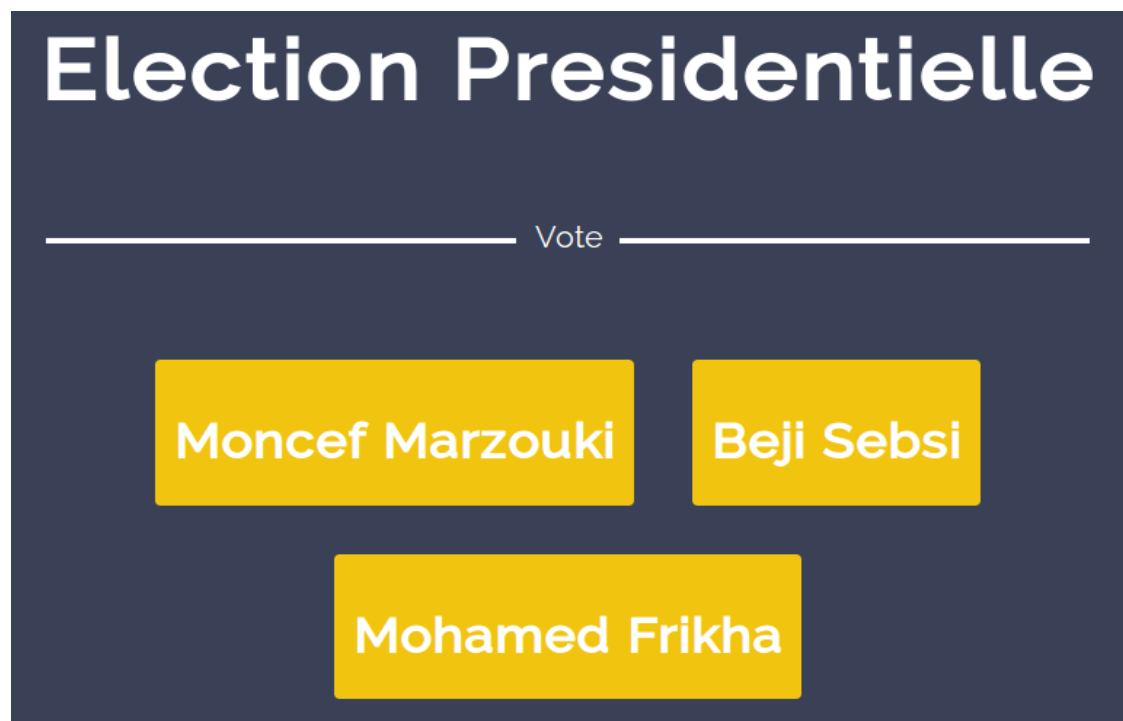 Election Presidentielle
Vote
Moncef Marzouki
Beji Sebsi
Mohamed Frikha